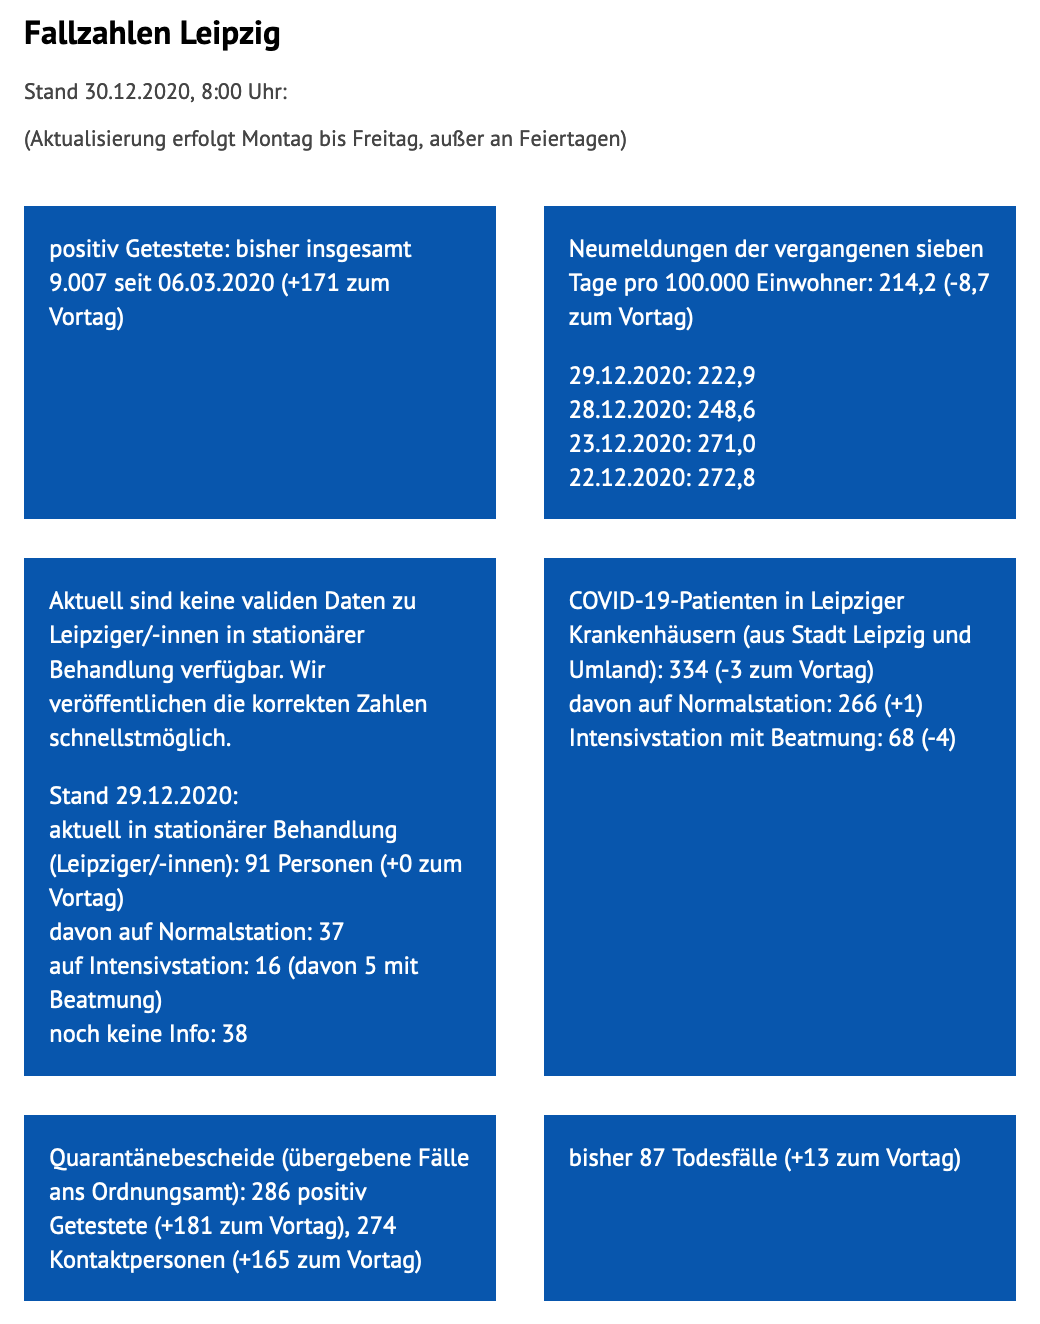 Fallzahlen Leipzig
Stand 30.12.2020, 8:00 Uhr:
(Aktualisierung erfolgt Montag bis Freitag, außer an Feiertagen)
positiv Getestete: bisher insgesamt
9.007 seit 06.03.2020 (+171 zum
Vortag)
Neumeldungen der vergangenen sieben
Tage pro 100.000 Einwohner: 214,2 (-8,7
zum Vortag)
29.12.2020: 222,9
28.12.2020: 248,6
23.12.2020: 271,0
22.12.2020: 272,8
Aktuell sind keine validen Daten zu
Leipziger/-innen in stationärer
Behandlung verfügbar. Wir
veröffentlichen die korrekten Zahlen
schnellstmöglich.
Stand 29.12.2020:
aktuell in stationärer Behandlung
(Leipziger/-innen): 91 Personen (+0 zum
Vortag)
davon auf Normalstation: 37
auf Intensivstation: 16 (davon 5 mit
Beatmung)
noch keine Info: 38
COVID-19-Patienten in Leipziger
Krankenhäusern (aus Stadt Leipzig und
Umland): 334 (-3 zum Vortag)
davon auf Normalstation: 266 (+1)
Intensivstation mit Beatmung: 68 (-4)
Quarantänebescheide (übergebene Fälle
ans Ordnungsamt): 286 positiv
Getestete (+181 zum Vortag), 274
Kontaktpersonen (+165 zum Vortag)
bisher 87 Todesfälle (+13 zum Vortag)